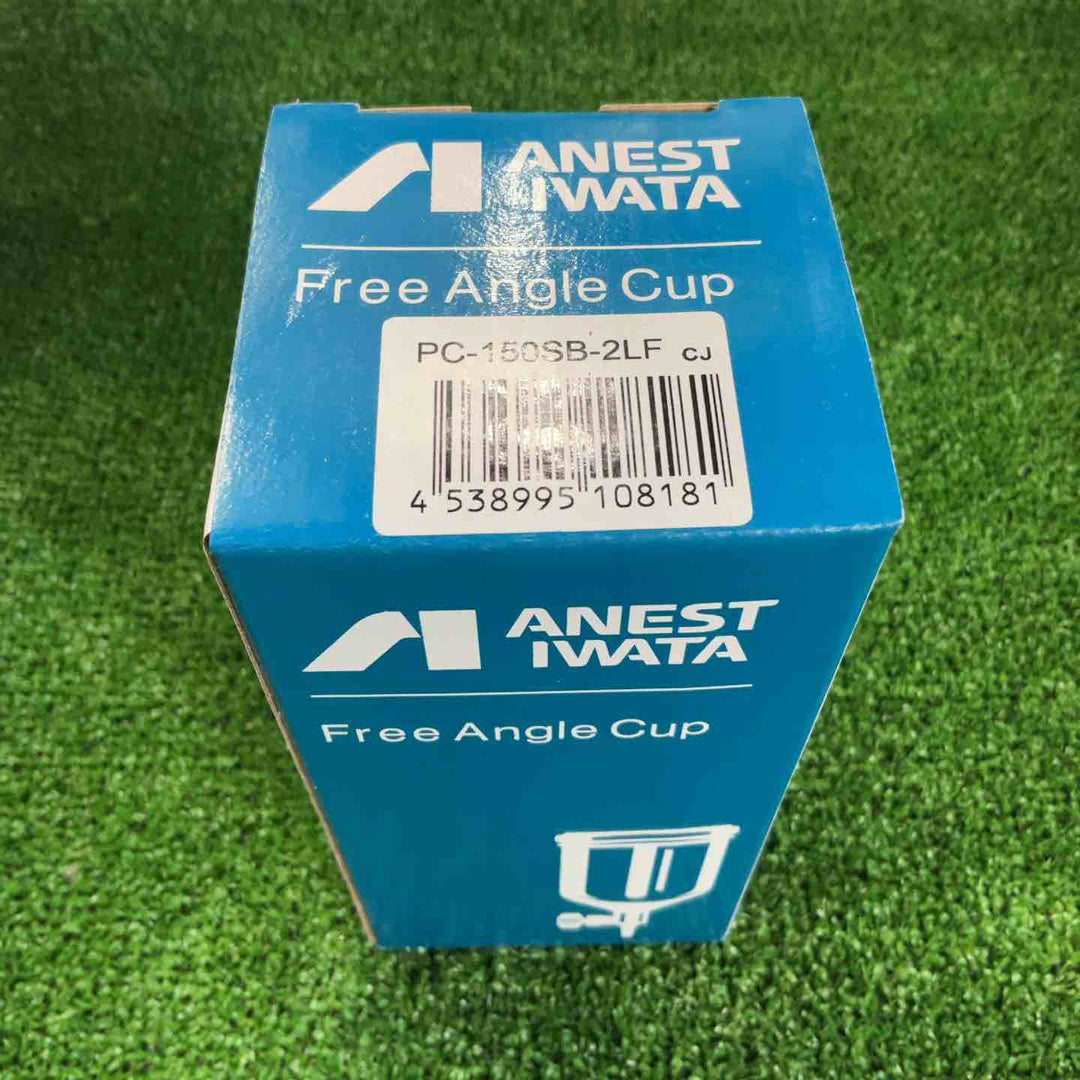 ANEST
IWATA
Free Angle Cup
PC-150SB-2LF CJ
4 538995 108181
ANEST
IWATA
Free Angle Cup